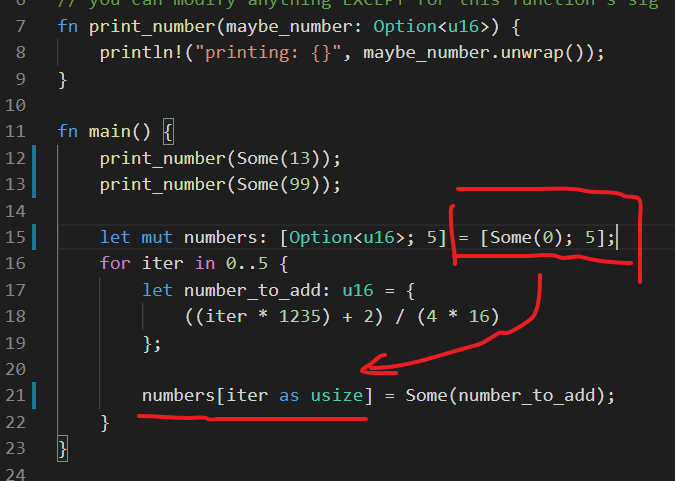 // you can modify anything EXCEPT for this function's sig
7 fn print_number(maybe_number: Option<u16>) {
8     println!("printing: {}", maybe_number.unwrap());
9 }
10
11 fn main() {
12     print_number(Some(13));
13     print_number(Some(99));
14
15     let mut numbers: [Option<u16>; 5] = [Some(0); 5];
16     for iter in 0..5 {
17         let number_to_add: u16 = {
18             ((iter * 1235) + 2) / (4 * 16)
19         };
20
21         numbers[iter as usize] = Some(number_to_add);
22     }
23 }
24